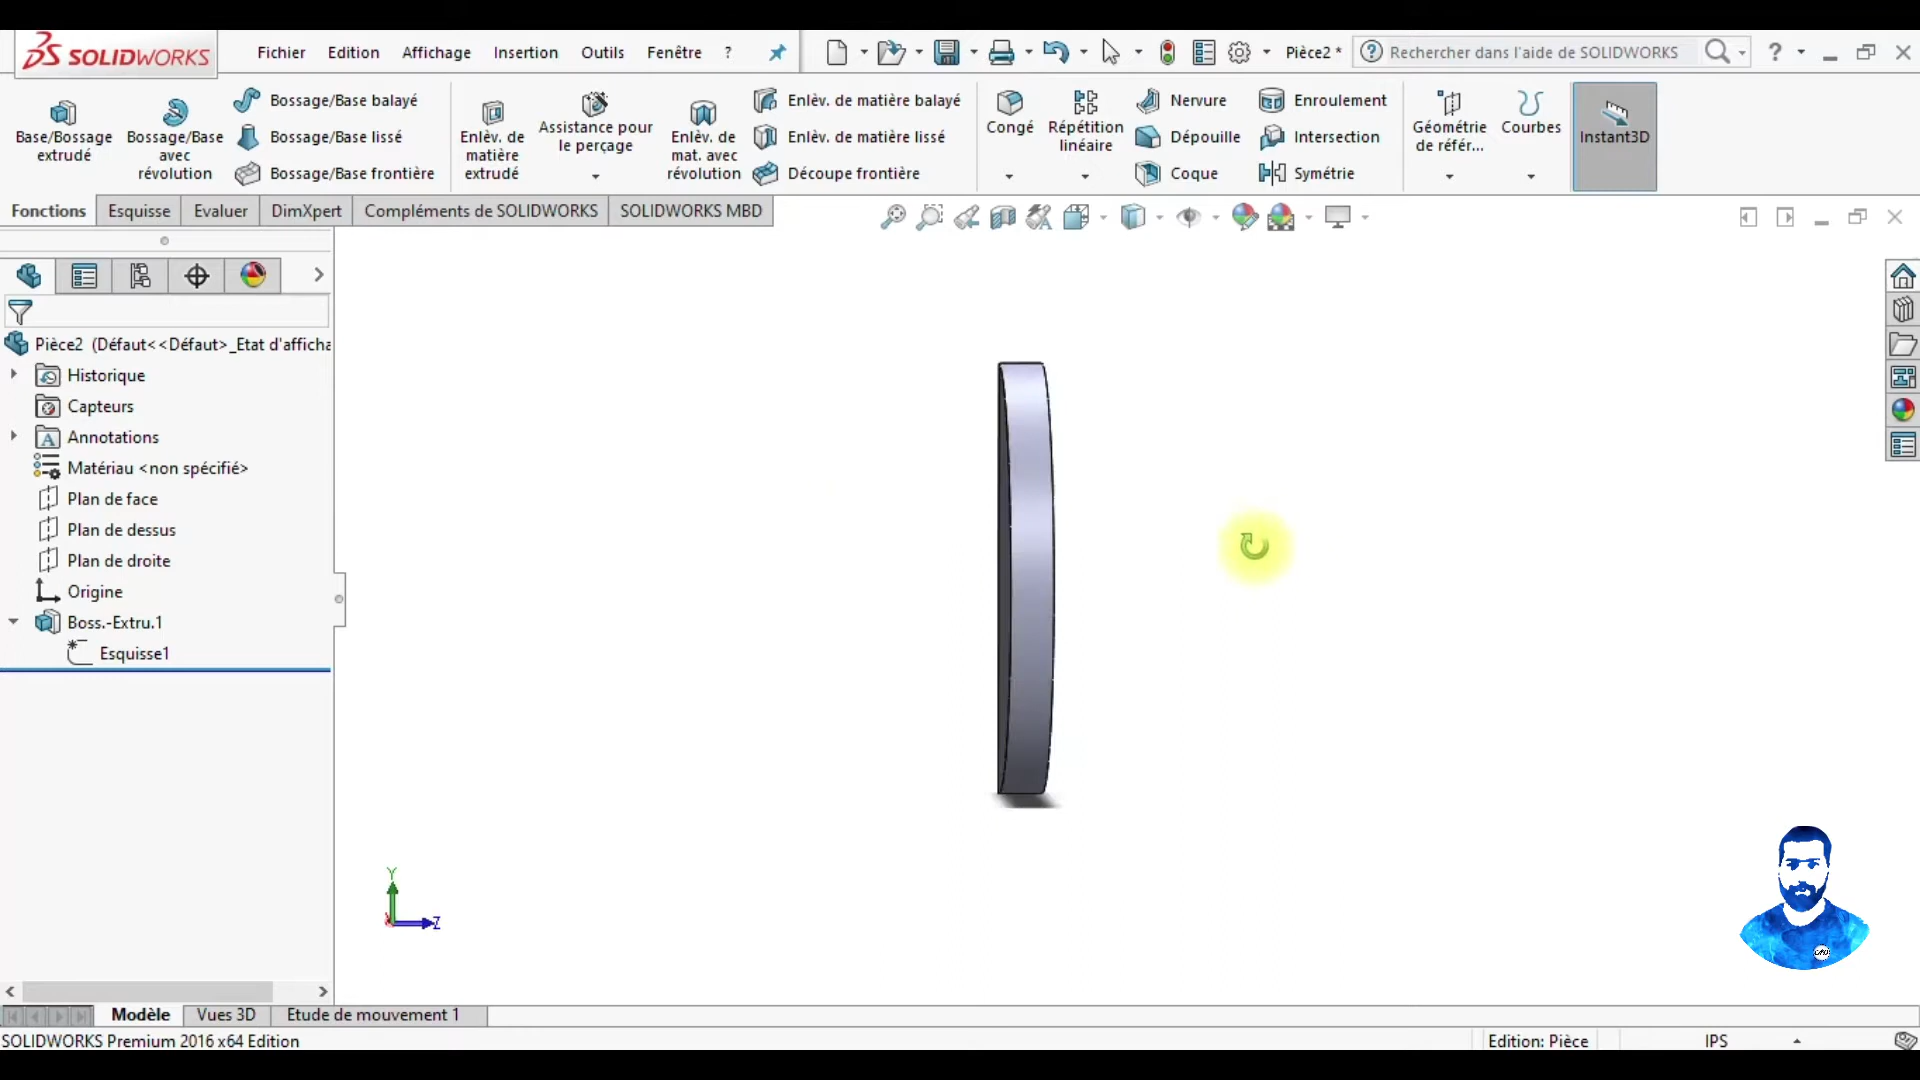 SOLIDWORKS Fichier Edition Affichage Insertion Outils Fenêtre ? Pièce2 * Rechercher dans l'aide de SOLIDWORKS ?
Base/Bossage extrudé
Bossage/Base avec révolution
Bossage/Base balayé
Bossage/Base lissé
Bossage/Base frontière
Enlèv. de matière extrudé
Assistance pour le perçage
Enlèv. de mat. avec révolution
Enlèv. de matière balayé
Enlèv. de matière lissé
Découpe frontière
Congé
Répétition linéaire
Nervure
Dépouille
Coque
Enroulement
Intersection
Symétrie
Géométrie de référ...
Courbes
Instant3D
Fonctions Esquisse Evaluer DimXpert Compléments de SOLIDWORKS SOLIDWORKS MBD
Pièce2 (Défaut<<Défaut>_Etat d'afficha
Historique
Capteurs
Annotations
Matériau <non spécifié>
Plan de face
Plan de dessus
Plan de droite
Origine
Boss.-Extru.1
Esquisse1
Y
Z
Modèle Vues 3D Etude de mouvement 1
SOLIDWORKS Premium 2016 x64 Edition Edition: Pièce IPS